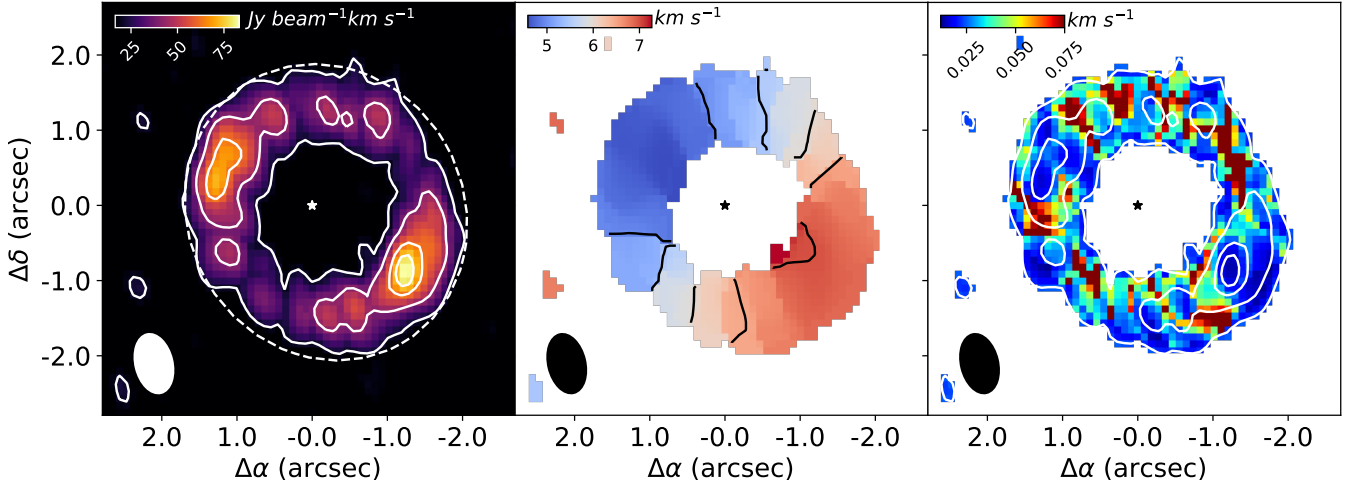 Jy beam⁻¹km s⁻¹
25 50 75
km s⁻¹
5 6 7
km s⁻¹
0.025 0.050 0.075
2.0
1.0
0.0
-1.0
-2.0
Δδ (arcsec)
2.0 1.0 -0.0 -1.0 -2.0
2.0 1.0 -0.0 -1.0 -2.0
2.0 1.0 -0.0 -1.0 -2.0
Δα (arcsec)
Δα (arcsec)
Δα (arcsec)